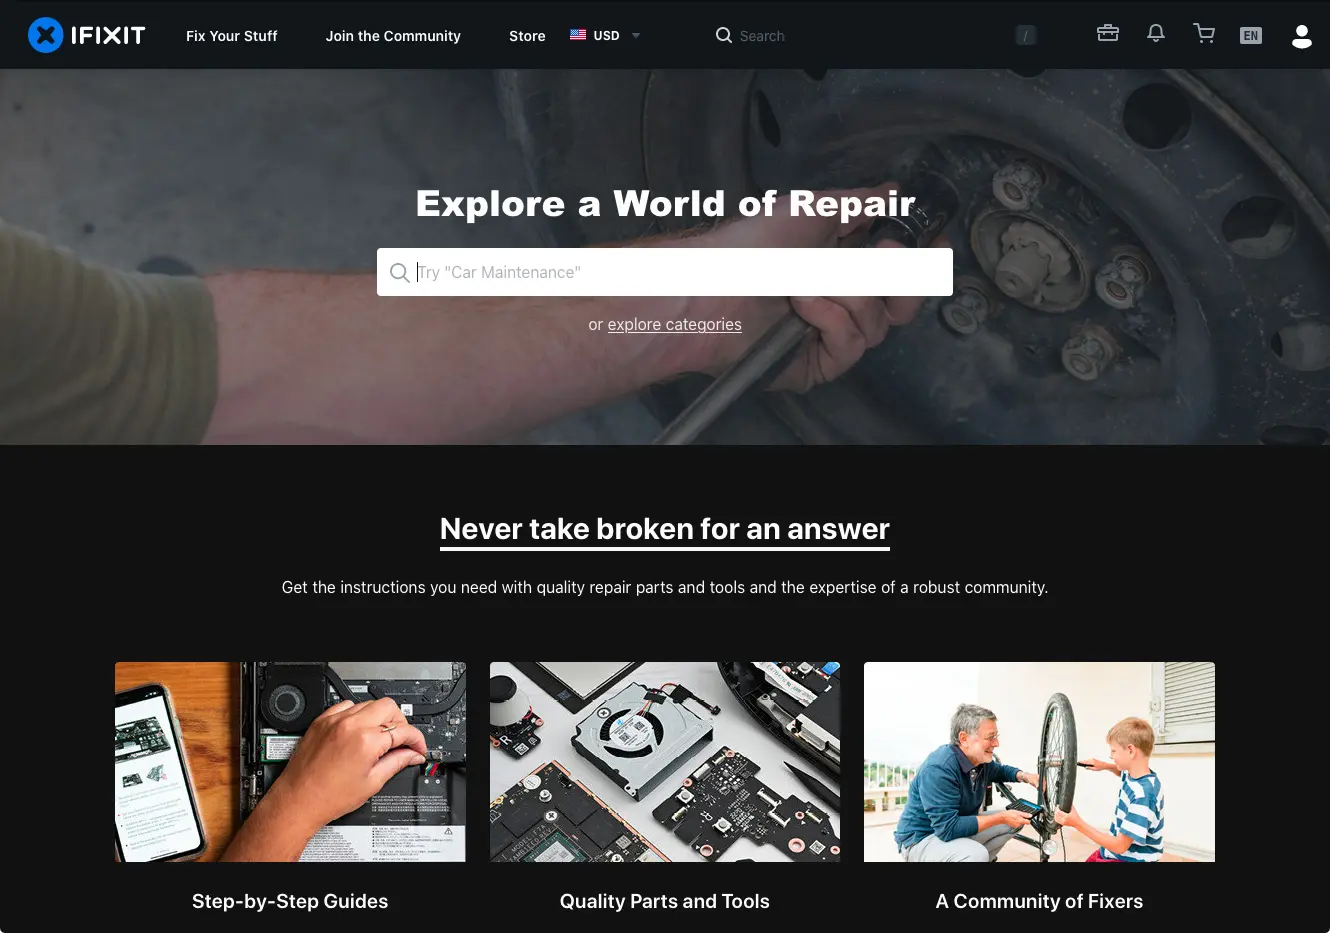 IFIXIT
Fix Your Stuff
Join the Community
Store
USD
Search
/
EN
Explore a World of Repair
Try "Car Maintenance"
or explore categories
Never take broken for an answer
Get the instructions you need with quality repair parts and tools and the expertise of a robust community.
Step-by-Step Guides
Quality Parts and Tools
A Community of Fixers